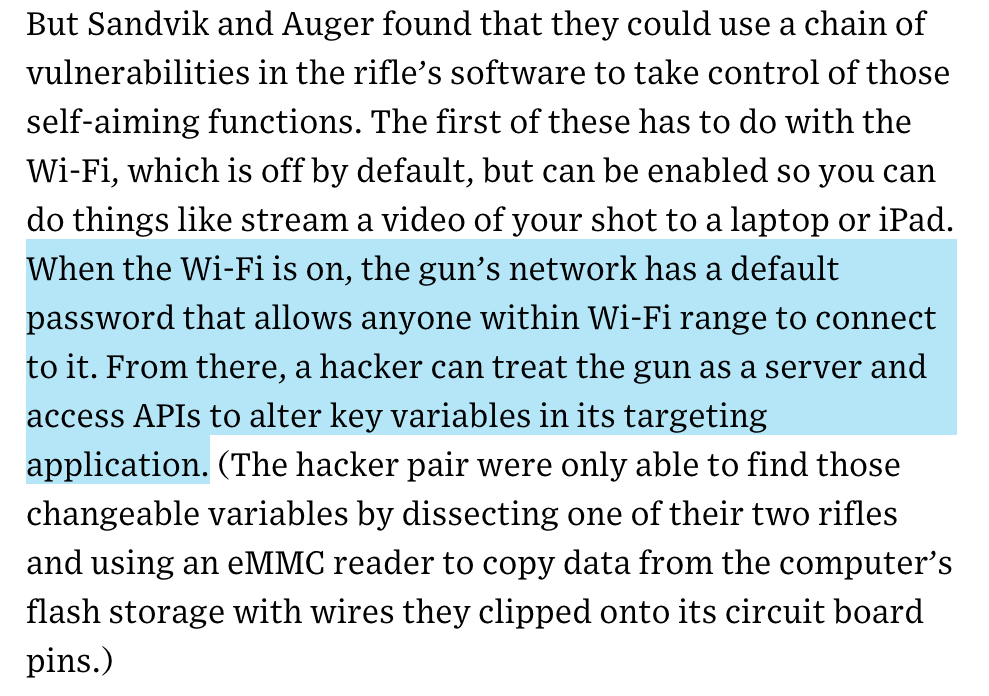 But Sandvik and Auger found that they could use a chain of
vulnerabilities in the rifle’s software to take control of those
self-aiming functions. The first of these has to do with the
Wi-Fi, which is off by default, but can be enabled so you can
do things like stream a video of your shot to a laptop or iPad.
When the Wi-Fi is on, the gun’s network has a default
password that allows anyone within Wi-Fi range to connect
to it. From there, a hacker can treat the gun as a server and
access APIs to alter key variables in its targeting
application. (The hacker pair were only able to find those
changeable variables by dissecting one of their two rifles
and using an eMMC reader to copy data from the computer’s
flash storage with wires they clipped onto its circuit board
pins.)